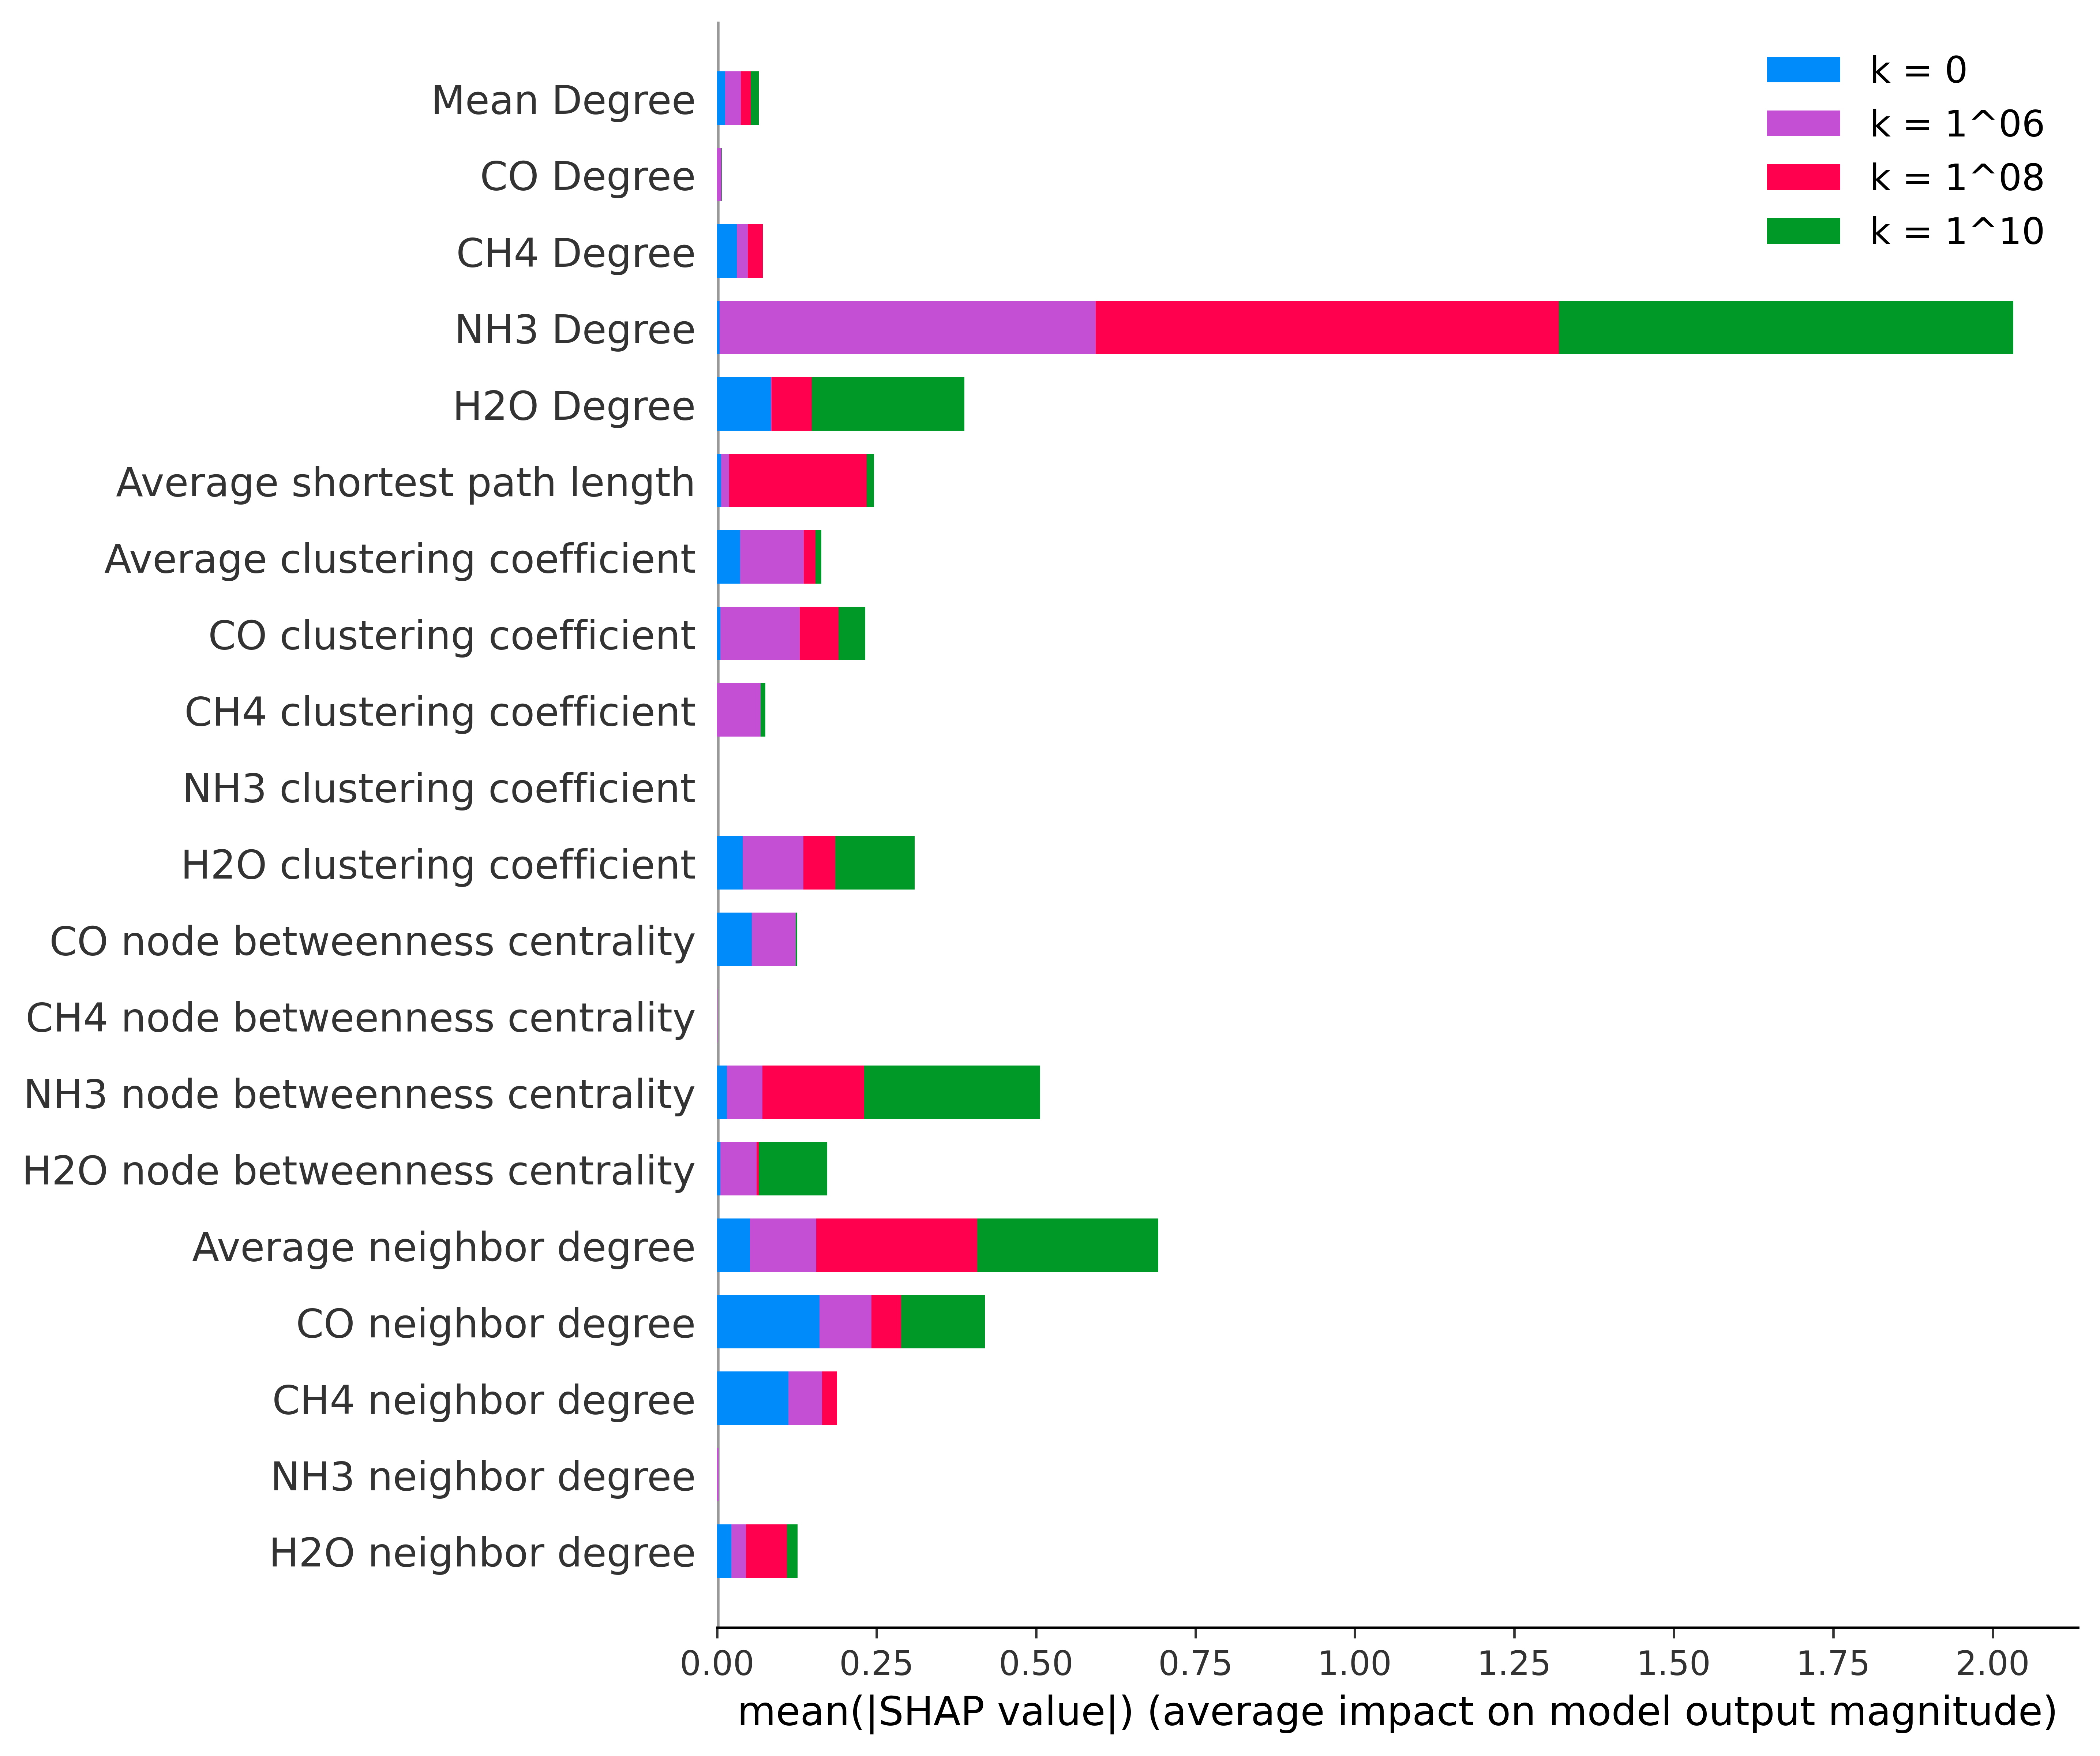 k = 0
k = 1^06
k = 1^08
k = 1^10
Mean Degree
CO Degree
CH4 Degree
NH3 Degree
H2O Degree
Average shortest path length
Average clustering coefficient
CO clustering coefficient
CH4 clustering coefficient
NH3 clustering coefficient
H2O clustering coefficient
CO node betweenness centrality
CH4 node betweenness centrality
NH3 node betweenness centrality
H2O node betweenness centrality
Average neighbor degree
CO neighbor degree
CH4 neighbor degree
NH3 neighbor degree
H2O neighbor degree
0.00 0.25 0.50 0.75 1.00 1.25 1.50 1.75 2.00
mean(|SHAP value|) (average impact on model output magnitude)